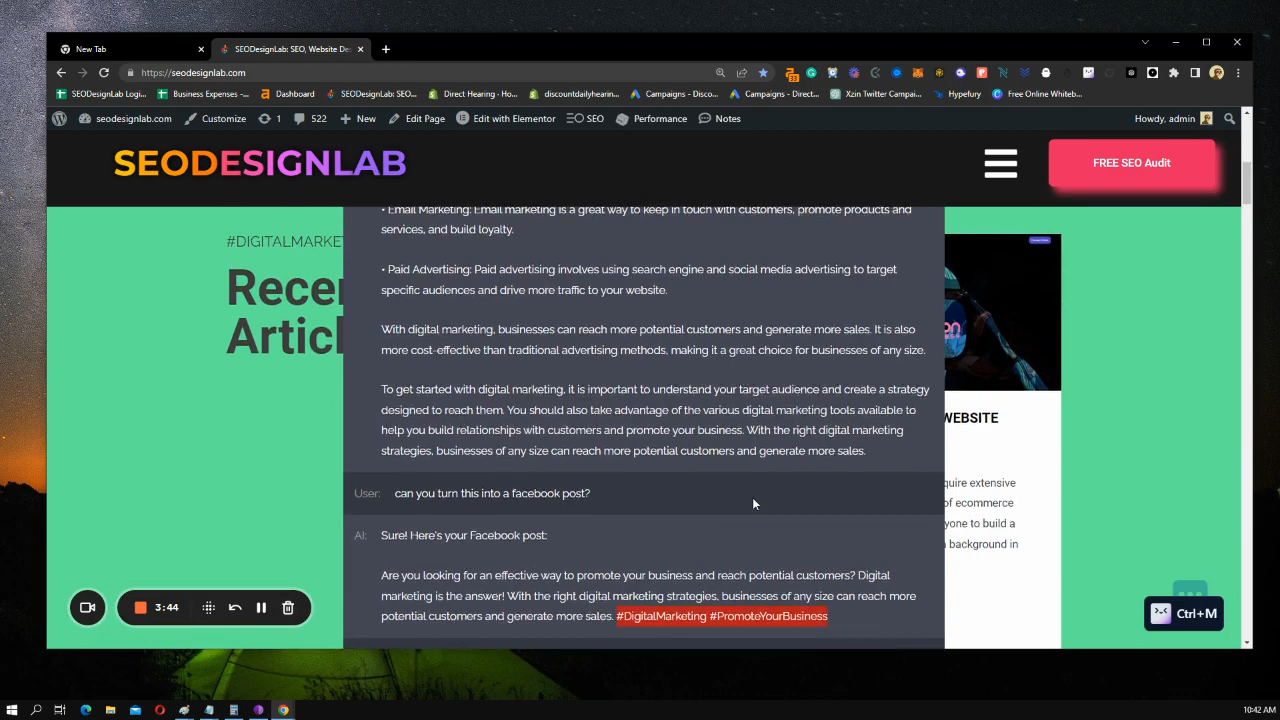 New Tab
SEODesignLab: SEO, Website De
https://seodesignlab.com
33
SEODesignLab Logi...
Business Expenses -...
Dashboard
SEODesignLab: SEO...
Direct Hearing - Ho...
discountdailyhearin...
Campaigns - Disco...
Campaigns - Direct...
Xzin Twitter Campai...
Hypefury
Free Online Whiteb...
seodesignlab.com
Customize
1
522
New
Edit Page
Edit with Elementor
SEO
Performance
Notes
Howdy, admin
SEODESIGNLAB
FREE SEO Audit
• Email Marketing: Email marketing is a great way to keep in touch with customers, promote products and
services, and build loyalty.
#DIGITALMARKE
Recer
Artic
• Paid Advertising: Paid advertising involves using search engine and social media advertising to target
specific audiences and drive more traffic to your website.
With digital marketing, businesses can reach more potential customers and generate more sales. It is also
more cost-effective than traditional advertising methods, making it a great choice for businesses of any size.
To get started with digital marketing, it is important to understand your target audience and create a strategy
designed to reach them. You should also take advantage of the various digital marketing tools available to
help you build relationships with customers and promote your business. With the right digital marketing
strategies, businesses of any size can reach more potential customers and generate more sales.
WEBSITE
quire extensive
of ecommerce
yone to build a
background in
User: can you turn this into a facebook post?
AI: Sure! Here's your Facebook post:
Are you looking for an effective way to promote your business and reach potential customers? Digital
marketing is the answer! With the right digital marketing strategies, businesses of any size can reach more
potential customers and generate more sales. #DigitalMarketing #PromoteYourBusiness
3:44
Ctrl+M
10:42 AM